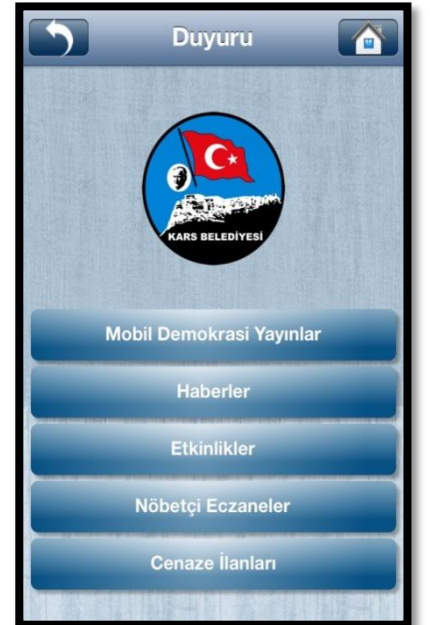 Duyuru
KARS BELEDİYESİ
Mobil Demokrasi Yayınlar
Haberler
Etkinlikler
Nöbetçi Eczaneler
Cenaze İlanları